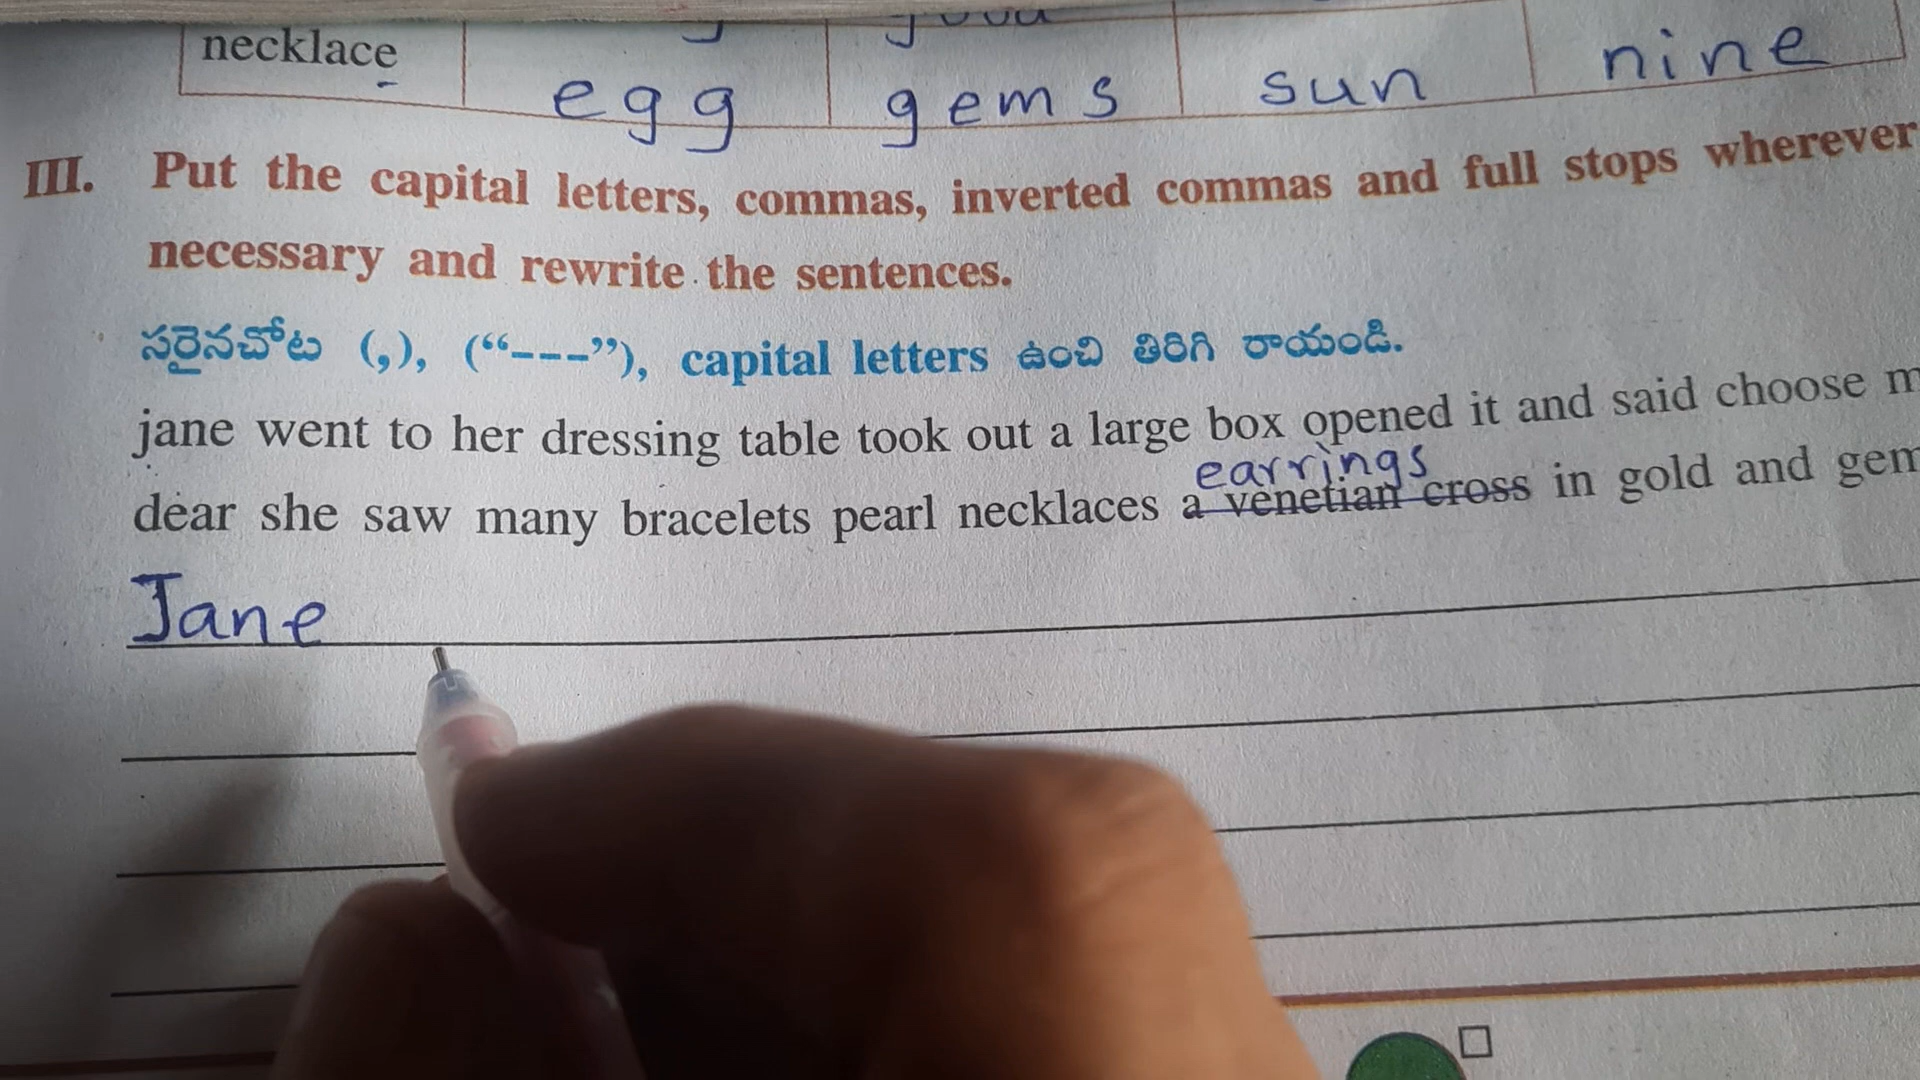 necklace
egg gems sun nine
III. Put the capital letters, commas, inverted commas and full stops wherever
necessary and rewrite the sentences.
సరైనచోట (,), (“---”), capital letters ఉంచి తిరిగి రాయండి.
jane went to her dressing table took out a large box opened it and said choose m
earrings
dear she saw many bracelets pearl necklaces a venetian cross in gold and gem
Jane